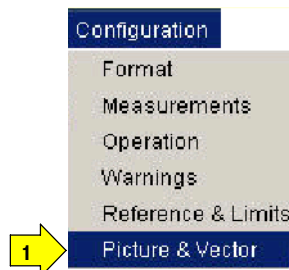 Configuration
Format
Measurements
Operation
Warnings
Reference & Limits
1 Picture & Vector